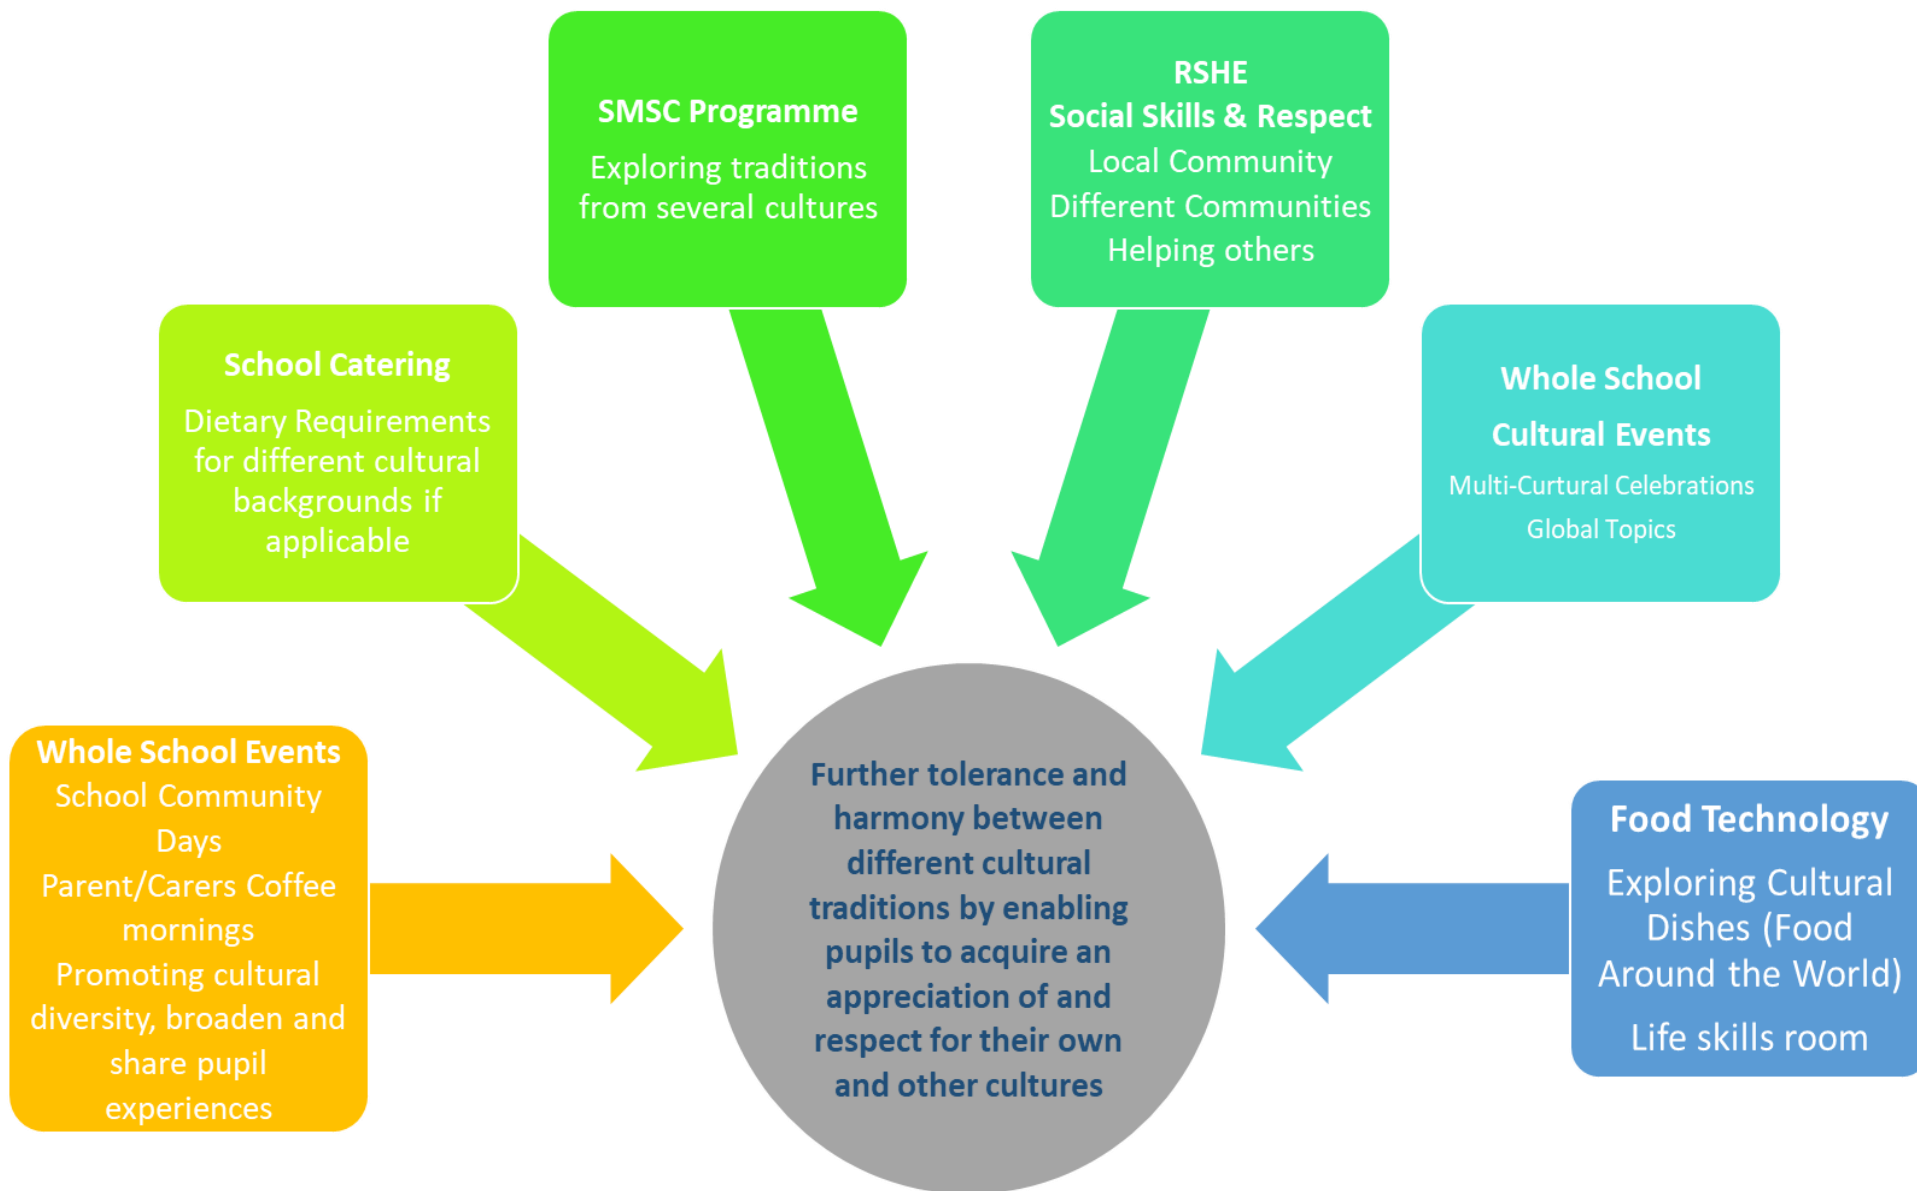 SMSC Programme
Exploring traditions
from several cultures
RSHE
Social Skills & Respect
Local Community
Different Communities
Helping others
School Catering
Dietary Requirements
for different cultural
backgrounds if
applicable
Whole School
Cultural Events
Multi-Curtural Celebrations
Global Topics
Whole School Events
School Community
Days
Parent/Carers Coffee
mornings
Promoting cultural
diversity, broaden and
share pupil
experiences
Further tolerance and
harmony between
different cultural
traditions by enabling
pupils to acquire an
appreciation of and
respect for their own
and other cultures
Food Technology
Exploring Cultural
Dishes (Food
Around the World)
Life skills room